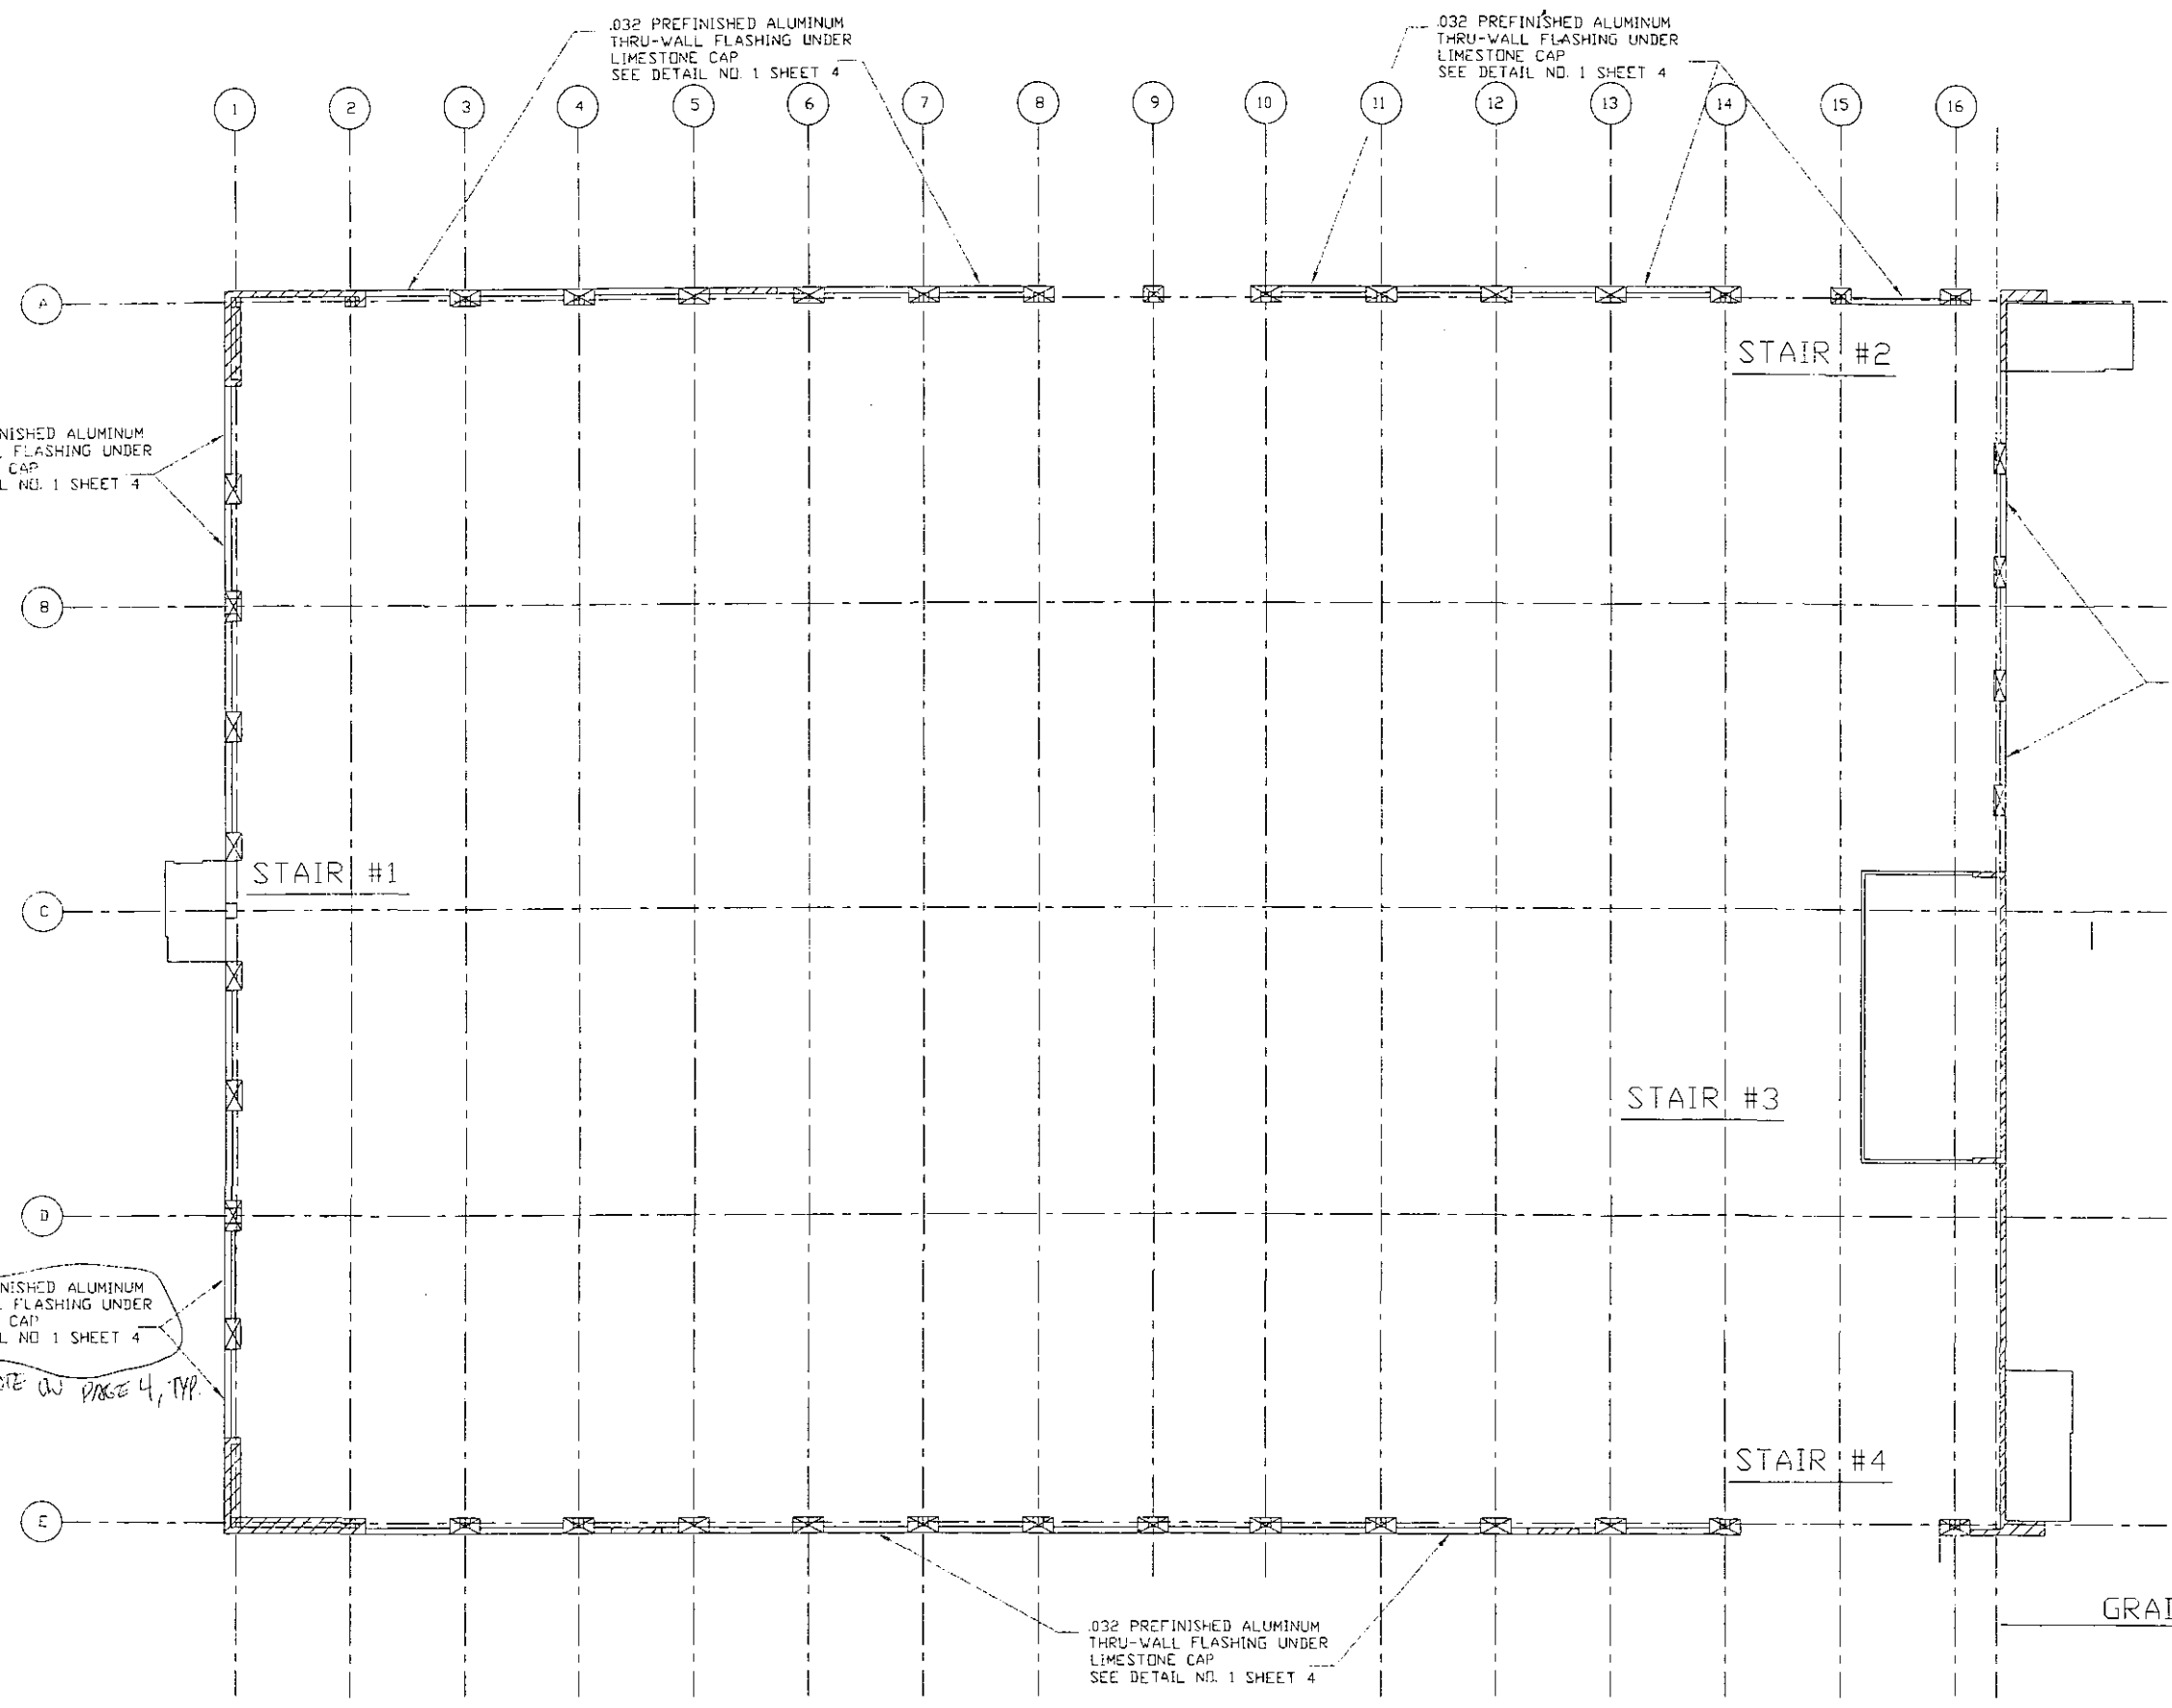 .032 PREFINISHED ALUMINUM
THRU-WALL FLASHING UNDER
LIMESTONE CAP
SEE DETAIL NO. 1 SHEET 4
.032 PREFINISHED ALUMINUM
THRU-WALL FLASHING UNDER
LIMESTONE CAP
SEE DETAIL NO. 1 SHEET 4
1 2 3 4 5 6 7 8 9 10 11 12 13 14 15 16
A
STAIR #2
NISHED ALUMINUM
FLASHING UNDER
CAP
L NO. 1 SHEET 4
B
STAIR #1
C
STAIR #3
D
NISHED ALUMINUM
FLASHING UNDER
CAP
L NO 1 SHEET 4
ON PAGE 4, TYP.
STAIR #4
E
GRA
.032 PREFINISHED ALUMINUM
THRU-WALL FLASHING UNDER
LIMESTONE CAP
SEE DETAIL NO. 1 SHEET 4